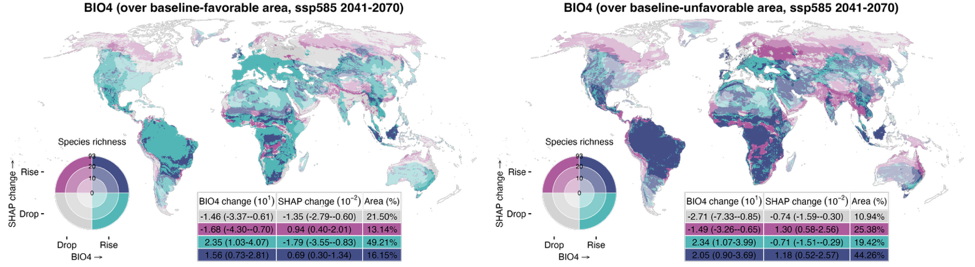 BIO4 (over baseline-favorable area, ssp585 2041-2070)
Species richness
99
20
10
0
SHAP change →
Rise
Drop
Drop Rise
BIO4 →
BIO4 change (10¹) SHAP change (10⁻²) Area (%)
-1.46 (-3.37--0.61) -1.35 (-2.79--0.60) 21.50%
-1.68 (-4.30--0.70) 0.94 (0.40-2.01) 13.14%
2.35 (1.03-4.07) -1.79 (-3.55--0.83) 49.21%
1.56 (0.73-2.81) 0.69 (0.30-1.34) 16.15%
BIO4 (over baseline-unfavorable area, ssp585 2041-2070)
Species richness
20
10
0
SHAP change →
Rise
Drop
Drop Rise
BIO4 →
BIO4 change (10¹) SHAP change (10⁻²) Area (%)
-2.71 (-7.33--0.85) -0.74 (-1.59--0.30) 10.94%
-1.49 (-3.26--0.65) 1.30 (0.58-2.56) 25.38%
2.34 (1.07-3.99) -0.71 (-1.51--0.29) 19.42%
2.05 (0.90-3.69) 1.18 (0.52-2.57) 44.26%